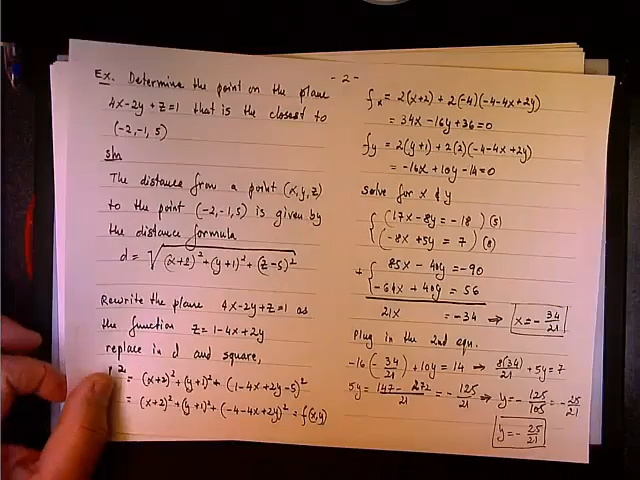 - 2 -
Ex. Determine the point on the plane
4x-2y+z=1 that is the closest to
(-2,-1,5)
sln
The distance from a point (x,y,z)
to the point (-2,-1,5) is given by
the distance formula
d = √(x+2)²+(y+1)²+(z-5)²
Rewrite the plane 4x-2y+z=1 as
the function z=1-4x+2y
replace in d and square,
d²
= (x+2)²+(y+1)²+(1-4x+2y-5)²
= (x+2)²+(y+1)²+(-4-4x+2y)² = f(x,y)
fx = 2(x+2) + 2(-4)(-4-4x+2y)
= 34x-16y+36=0
fy = 2(y+1)+2(2)(-4-4x+2y)
= -16x+10y-14=0
solve for x & y
{ (17x-8y=-18) (5)
(-8x+5y=7) (8)
+ { 85x-40y=-90
-64x+40y=56
21x = -34 ⇒ x=-34/21
Plug in the 2nd eqn.
-16(-34/21)+10y=14 ⇒ 8(34)/21+5y=7
5y = 147-272/21 = -125/21 ⇒ y=-125/105=-25/21
y=-25/21